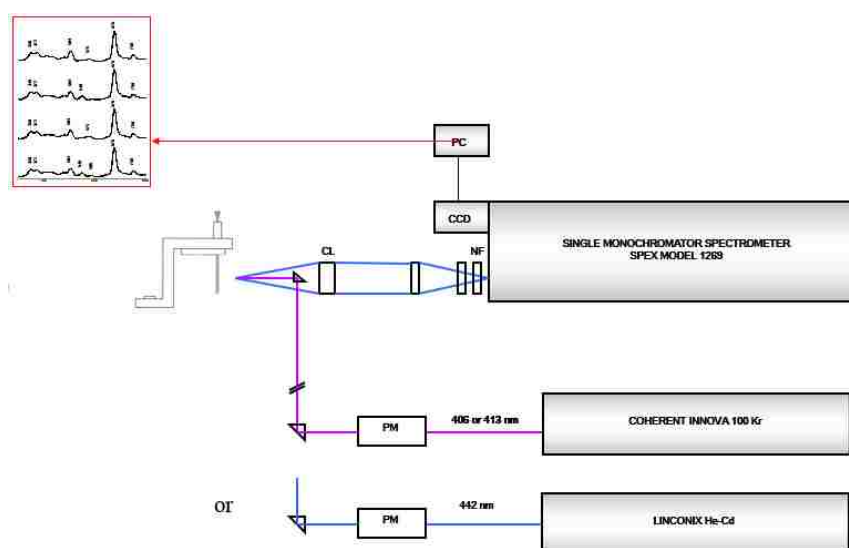 PC
CCD
SINGLE MONOCHROMATOR SPECTROMETER
SPEX MODEL 1269
CL
NF
406 or 413 nm
PM
COHERENT INNOVA 100 Kr
or
442 nm
PM
LINCONIX He-Cd